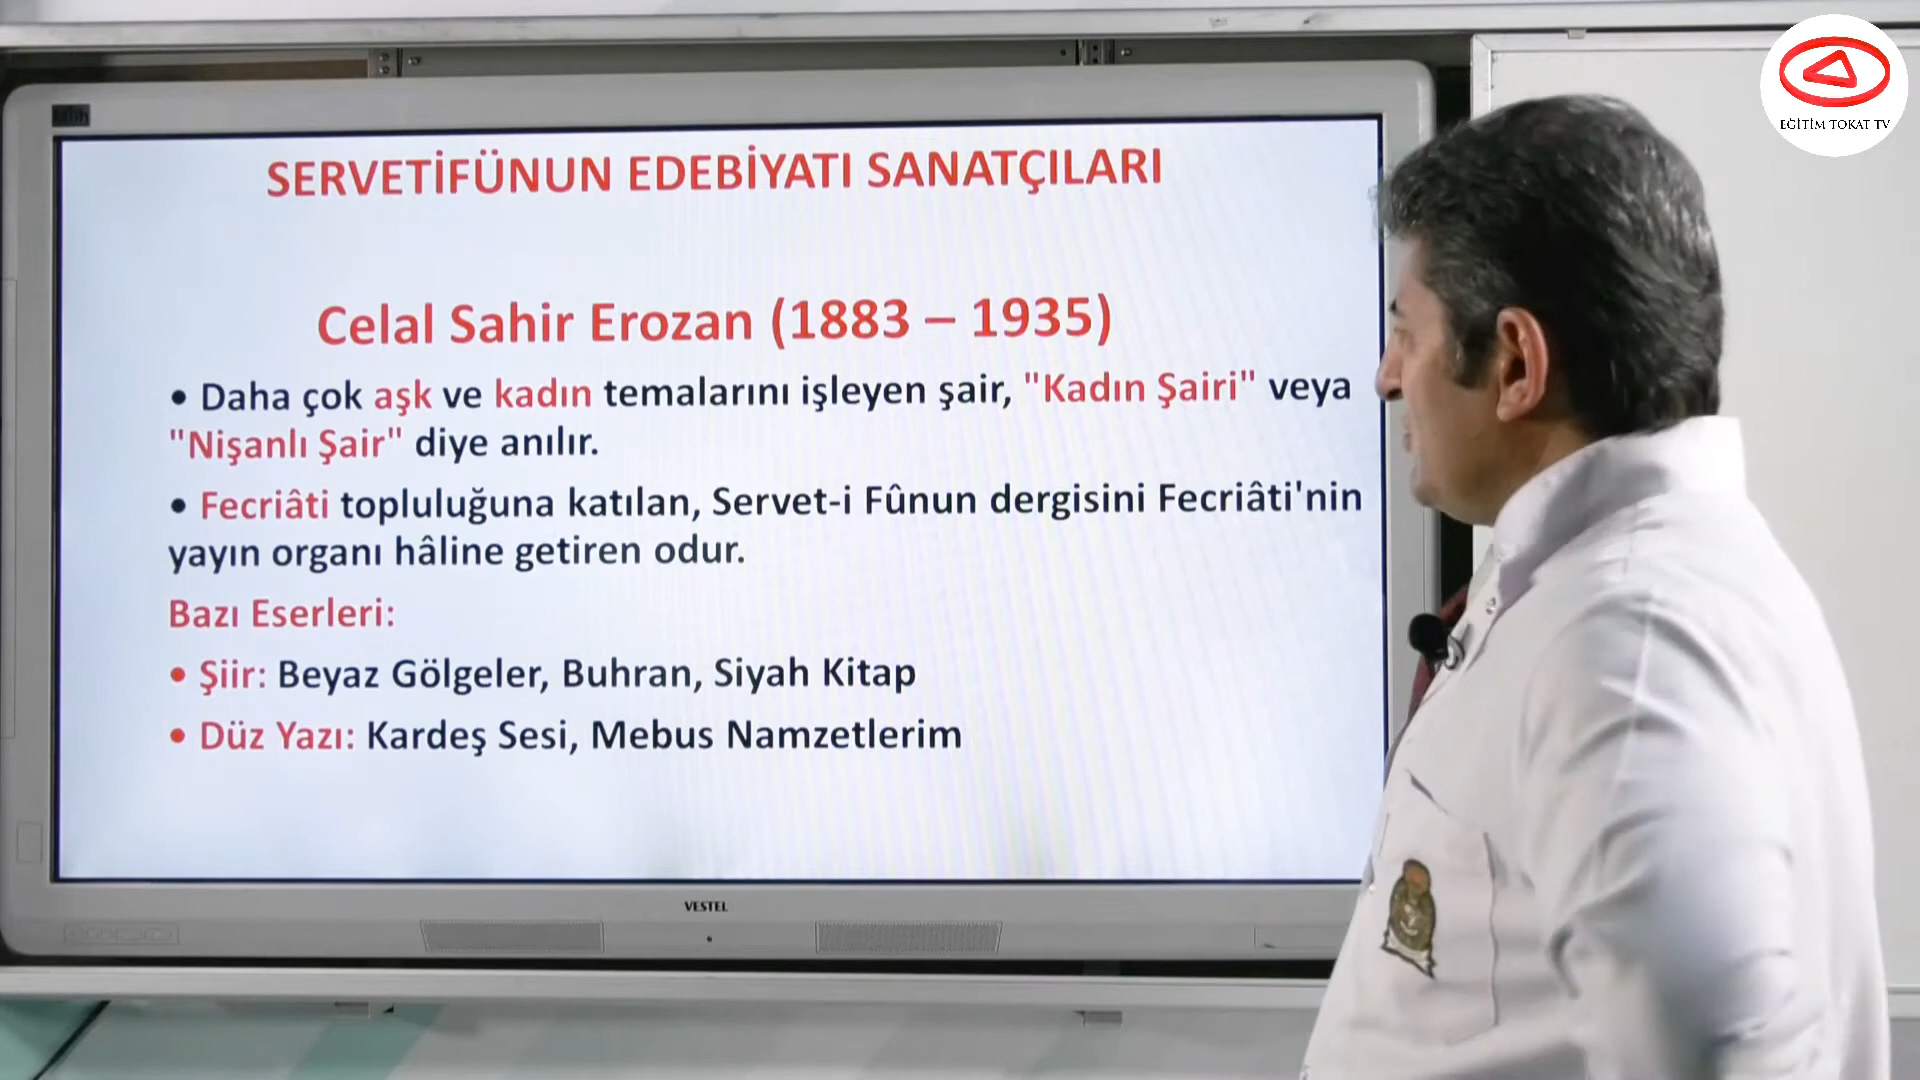 EĞİTİM TOKAT TV
SERVETİFÜNUN EDEBİYATI SANATÇILARI
Celal Sahir Erozan (1883 – 1935)
• Daha çok aşk ve kadın temalarını işleyen şair, "Kadın Şairi" veya
"Nişanlı Şair" diye anılır.
• Fecriâti topluluğuna katılan, Servet-i Fûnun dergisini Fecriâti'nin
yayın organı hâline getiren odur.
Bazı Eserleri:
• Şiir: Beyaz Gölgeler, Buhran, Siyah Kitap
• Düz Yazı: Kardeş Sesi, Mebus Namzetlerim
VESTEL